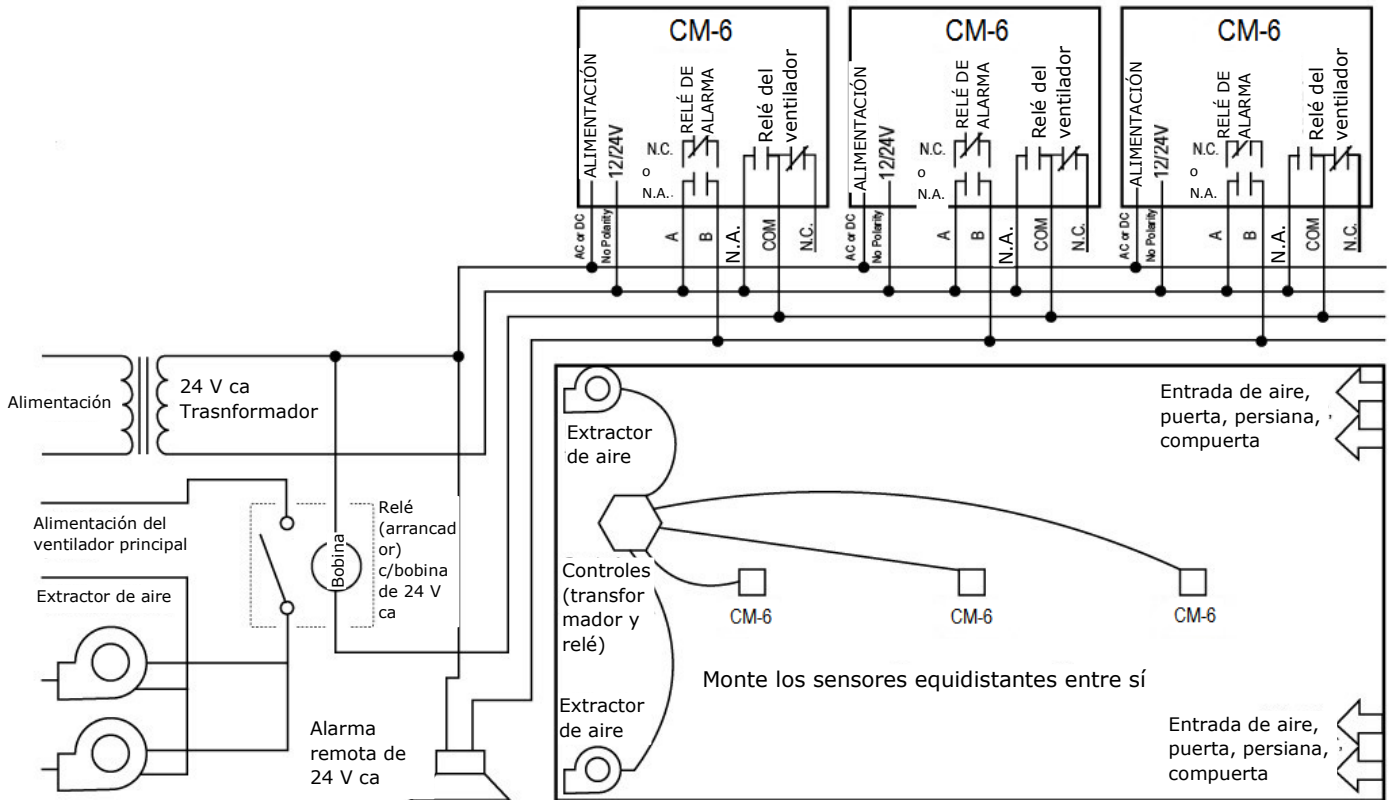 CM-6
ALIMENTACIÓN
12/24V
N.C.
o
N.A.
RELÉ DE
ALARMA
Relé del
ventilador
AC or DC
No Polarity
A
B
N.A.
COM
N.C.
CM-6
ALIMENTACIÓN
12/24V
N.C.
o
N.A.
RELÉ DE
ALARMA
Relé del
ventilador
AC or DC
No Polarity
A
B
N.A.
COM
N.C.
CM-6
ALIMENTACIÓN
12/24V
N.C.
o
N.A.
RELÉ DE
ALARMA
Relé del
ventilador
AC or DC
No Polarity
A
B
N.A.
COM
N.C.
Alimentación
24 V ca
Trasnformador
Alimentación del
ventilador principal
Extractor de aire
Bobina
Relé
(arrancad
or)
c/bobina
de 24 V
ca
Alarma
remota de
24 V ca
Extractor
de aire
Entrada de aire,
puerta, persiana,
compuerta
Controles
(transfor
mador y
relé)
CM-6
CM-6
CM-6
Monte los sensores equidistantes entre sí
Extractor
de aire
Entrada de aire,
puerta, persiana,
compuerta